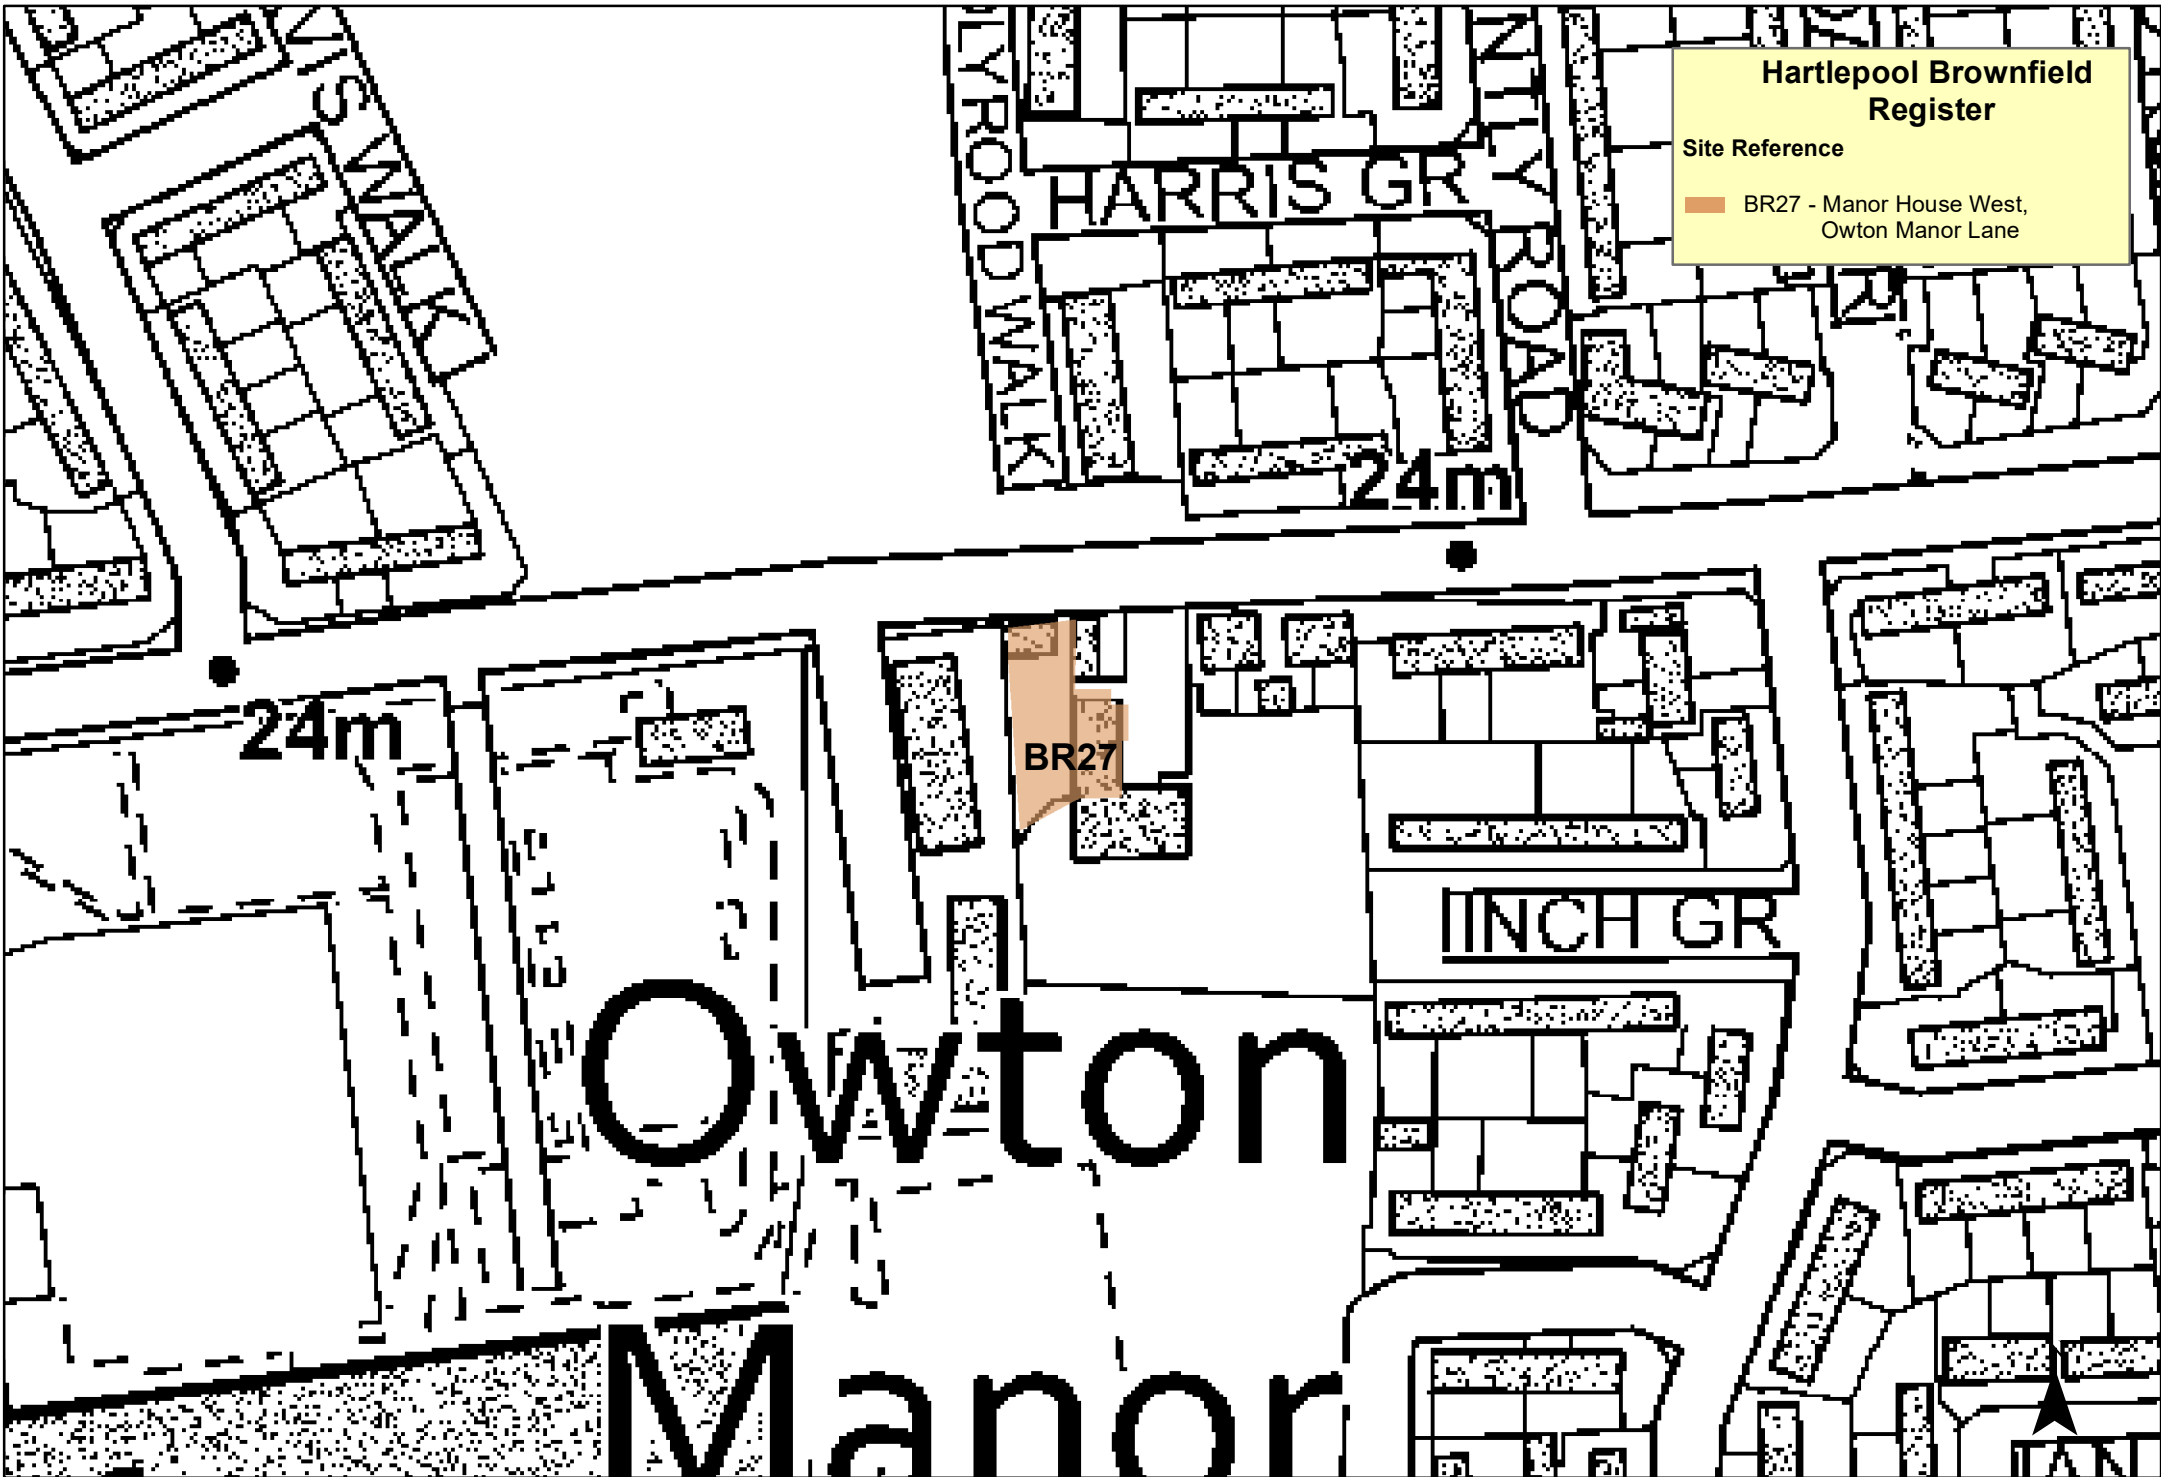 Hartlepool Brownfield
Register
Site Reference
BR27 - Manor House West,
Owton Manor Lane
WALK
HARRIS GR
WALK
ROAD
24m
24m
BR27
INCH GR
Owton
Manor